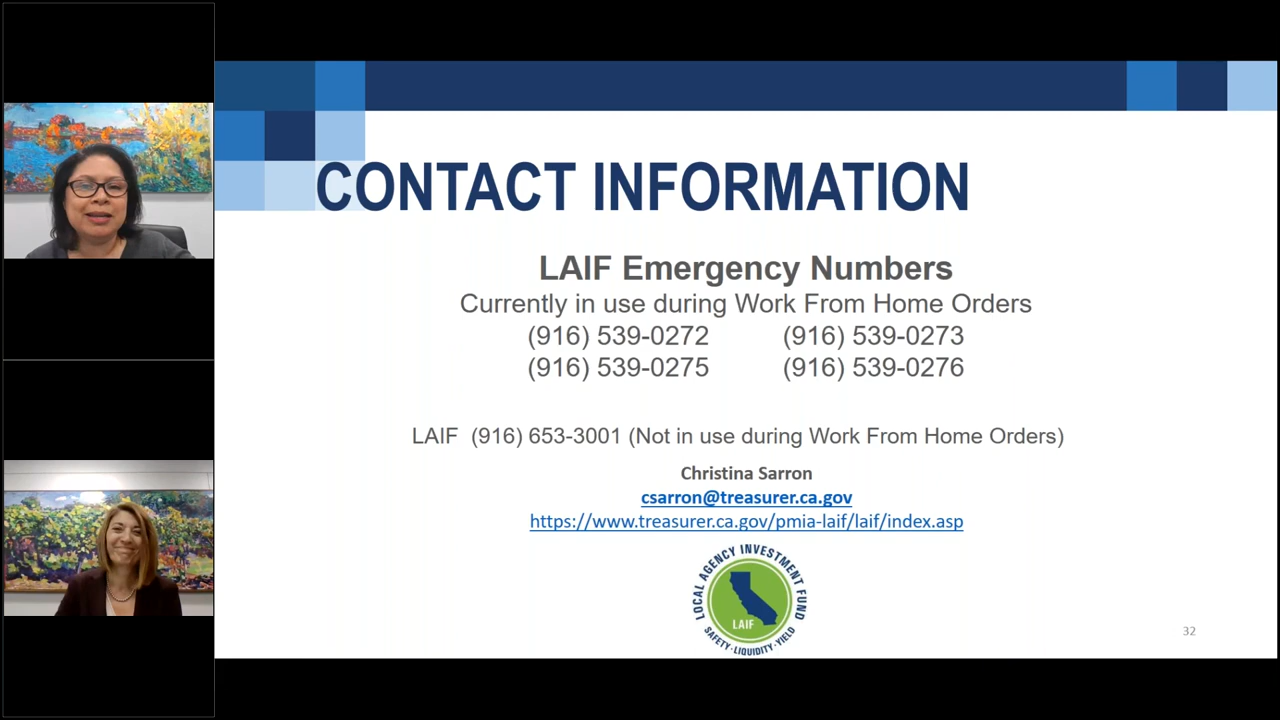 CONTACT INFORMATION
LAIF Emergency Numbers
Currently in use during Work From Home Orders
(916) 539-0272 (916) 539-0273
(916) 539-0275 (916) 539-0276
LAIF (916) 653-3001 (Not in use during Work From Home Orders)
Christina Sarron
csarron@treasurer.ca.gov
https://www.treasurer.ca.gov/pmia-laif/laif/index.asp
LOCAL AGENCY INVESTMENT FUND
LAIF
SAFETY·LIQUIDITY·YIELD
32